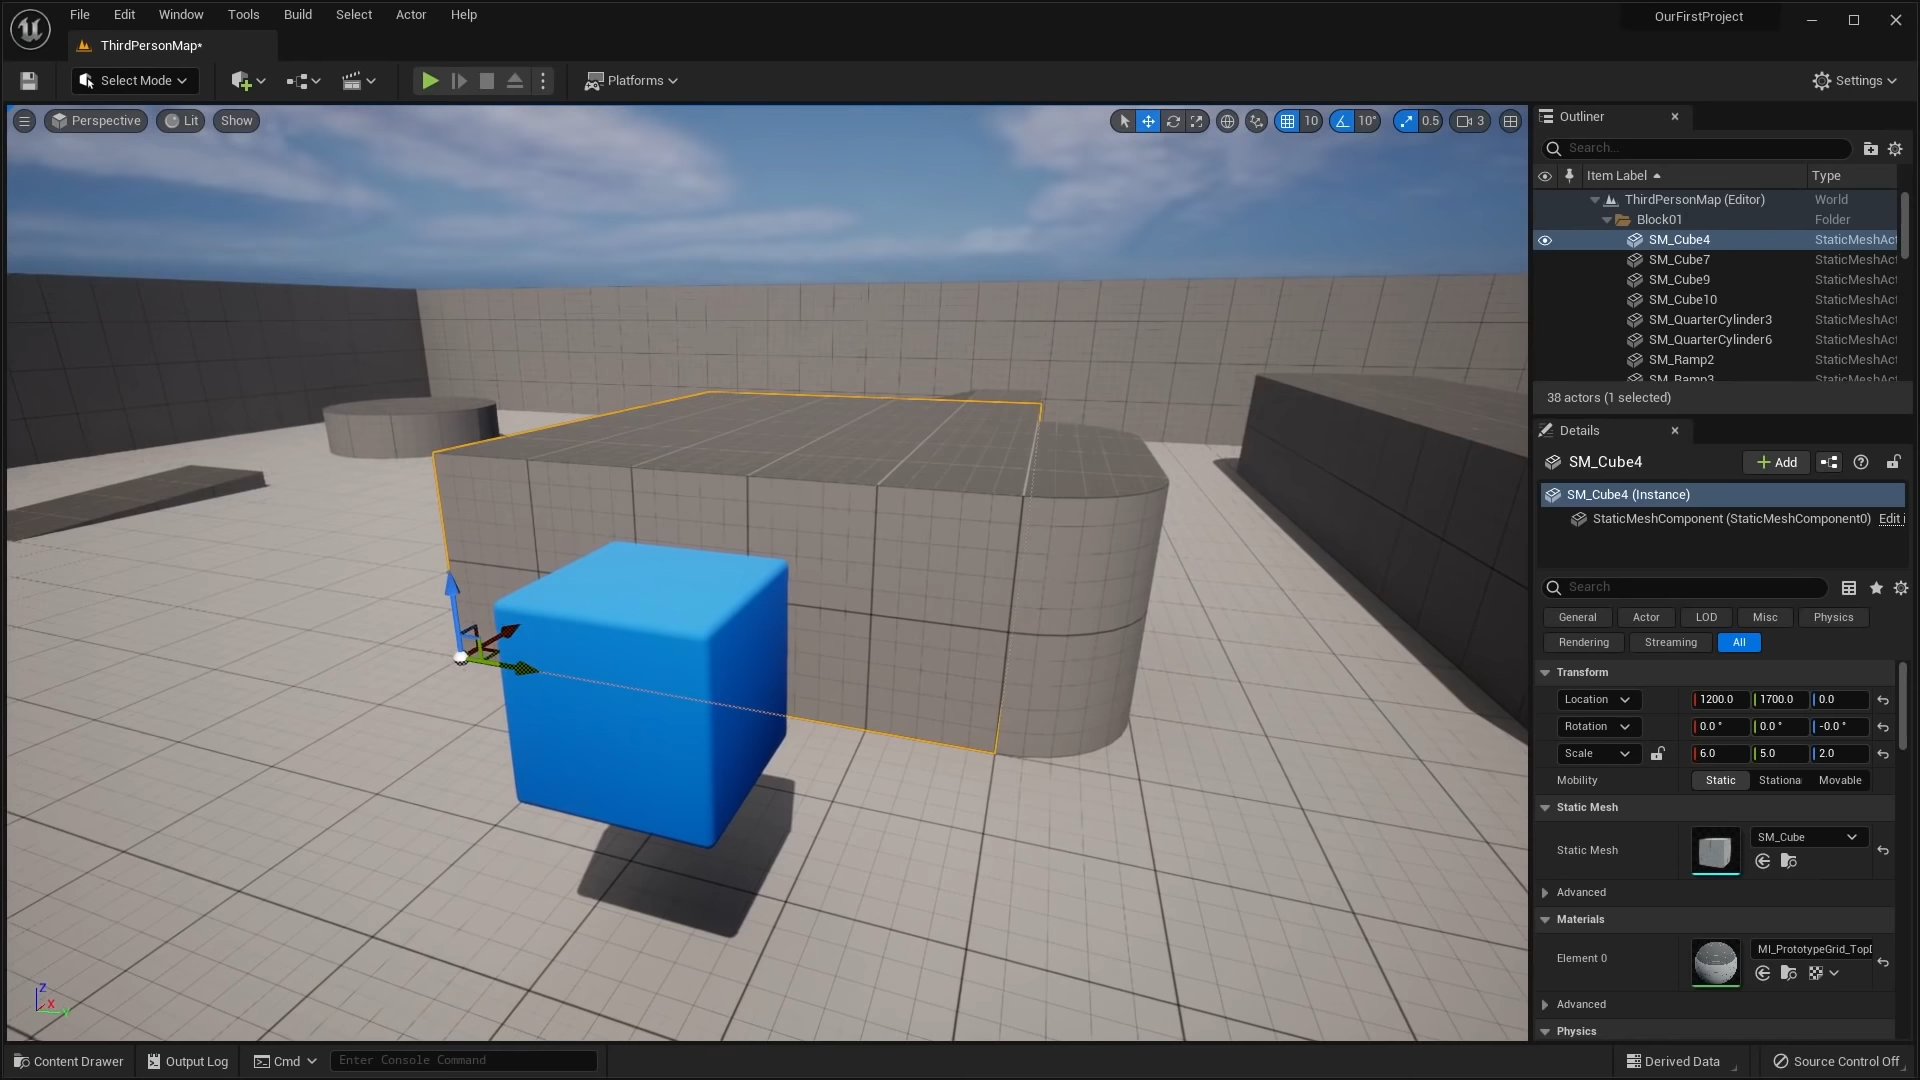 File Edit Window Tools Build Select Actor Help
OurFirstProject
ThirdPersonMap*
Select Mode
Platforms
Settings
Perspective Lit Show
10 10° 0.5 3
Outliner
Search...
Item Label Type
ThirdPersonMap (Editor) World
Block01 Folder
SM_Cube4 StaticMeshAct
SM_Cube7 StaticMeshAct
SM_Cube9 StaticMeshAct
SM_Cube10 StaticMeshAct
SM_QuarterCylinder3 StaticMeshAct
SM_QuarterCylinder6 StaticMeshAct
SM_Ramp2 StaticMeshAct
SM_Ramp3 StaticMeshAct
38 actors (1 selected)
Details
SM_Cube4
Add
SM_Cube4 (Instance)
StaticMeshComponent (StaticMeshComponent0) Edit i
Search
General Actor LOD Misc Physics
Rendering Streaming All
Transform
Location 1200.0 1700.0 0.0
Rotation 0.0 ° 0.0 ° -0.0 °
Scale 6.0 5.0 2.0
Mobility Static Stationa Movable
Static Mesh
Static Mesh SM_Cube
Advanced
Materials
Element 0 MI_PrototypeGrid_TopD
Advanced
Physics
Z
X
Y
Content Drawer Output Log Cmd Enter Console Command Derived Data Source Control Off